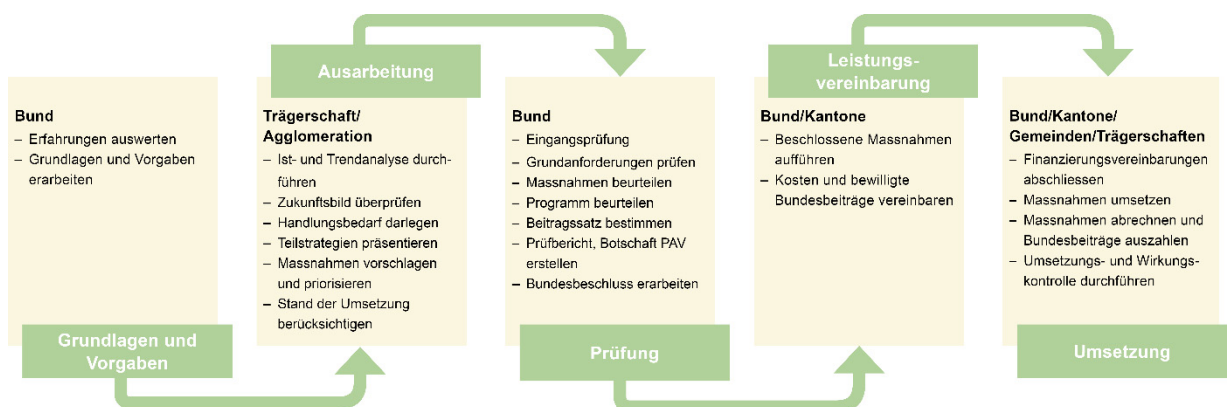 Bund
– Erfahrungen auswerten
– Grundlagen und Vorgaben
erarbeiten
Grundlagen und
Vorgaben
Ausarbeitung
Trägerschaft/
Agglomeration
– Ist- und Trendanalyse durch-
führen
– Zukunftsbild überprüfen
– Handlungsbedarf darlegen
– Teilstrategien präsentieren
– Massnahmen vorschlagen
und priorisieren
– Stand der Umsetzung
berücksichtigen
Bund
– Eingangsprüfung
– Grundanforderungen prüfen
– Massnahmen beurteilen
– Programm beurteilen
– Beitragssatz bestimmen
– Prüfbericht, Botschaft PAV
erstellen
– Bundesbeschluss erarbeiten
Prüfung
Leistungs-
vereinbarung
Bund/Kantone
– Beschlossene Massnahmen
aufführen
– Kosten und bewilligte
Bundesbeiträge vereinbaren
Bund/Kantone/
Gemeinden/Trägerschaften
– Finanzierungsvereinbarungen
abschliessen
– Massnahmen umsetzen
– Massnahmen abrechnen und
Bundesbeiträge auszahlen
– Umsetzungs- und Wirkungs-
kontrolle durchführen
Umsetzung